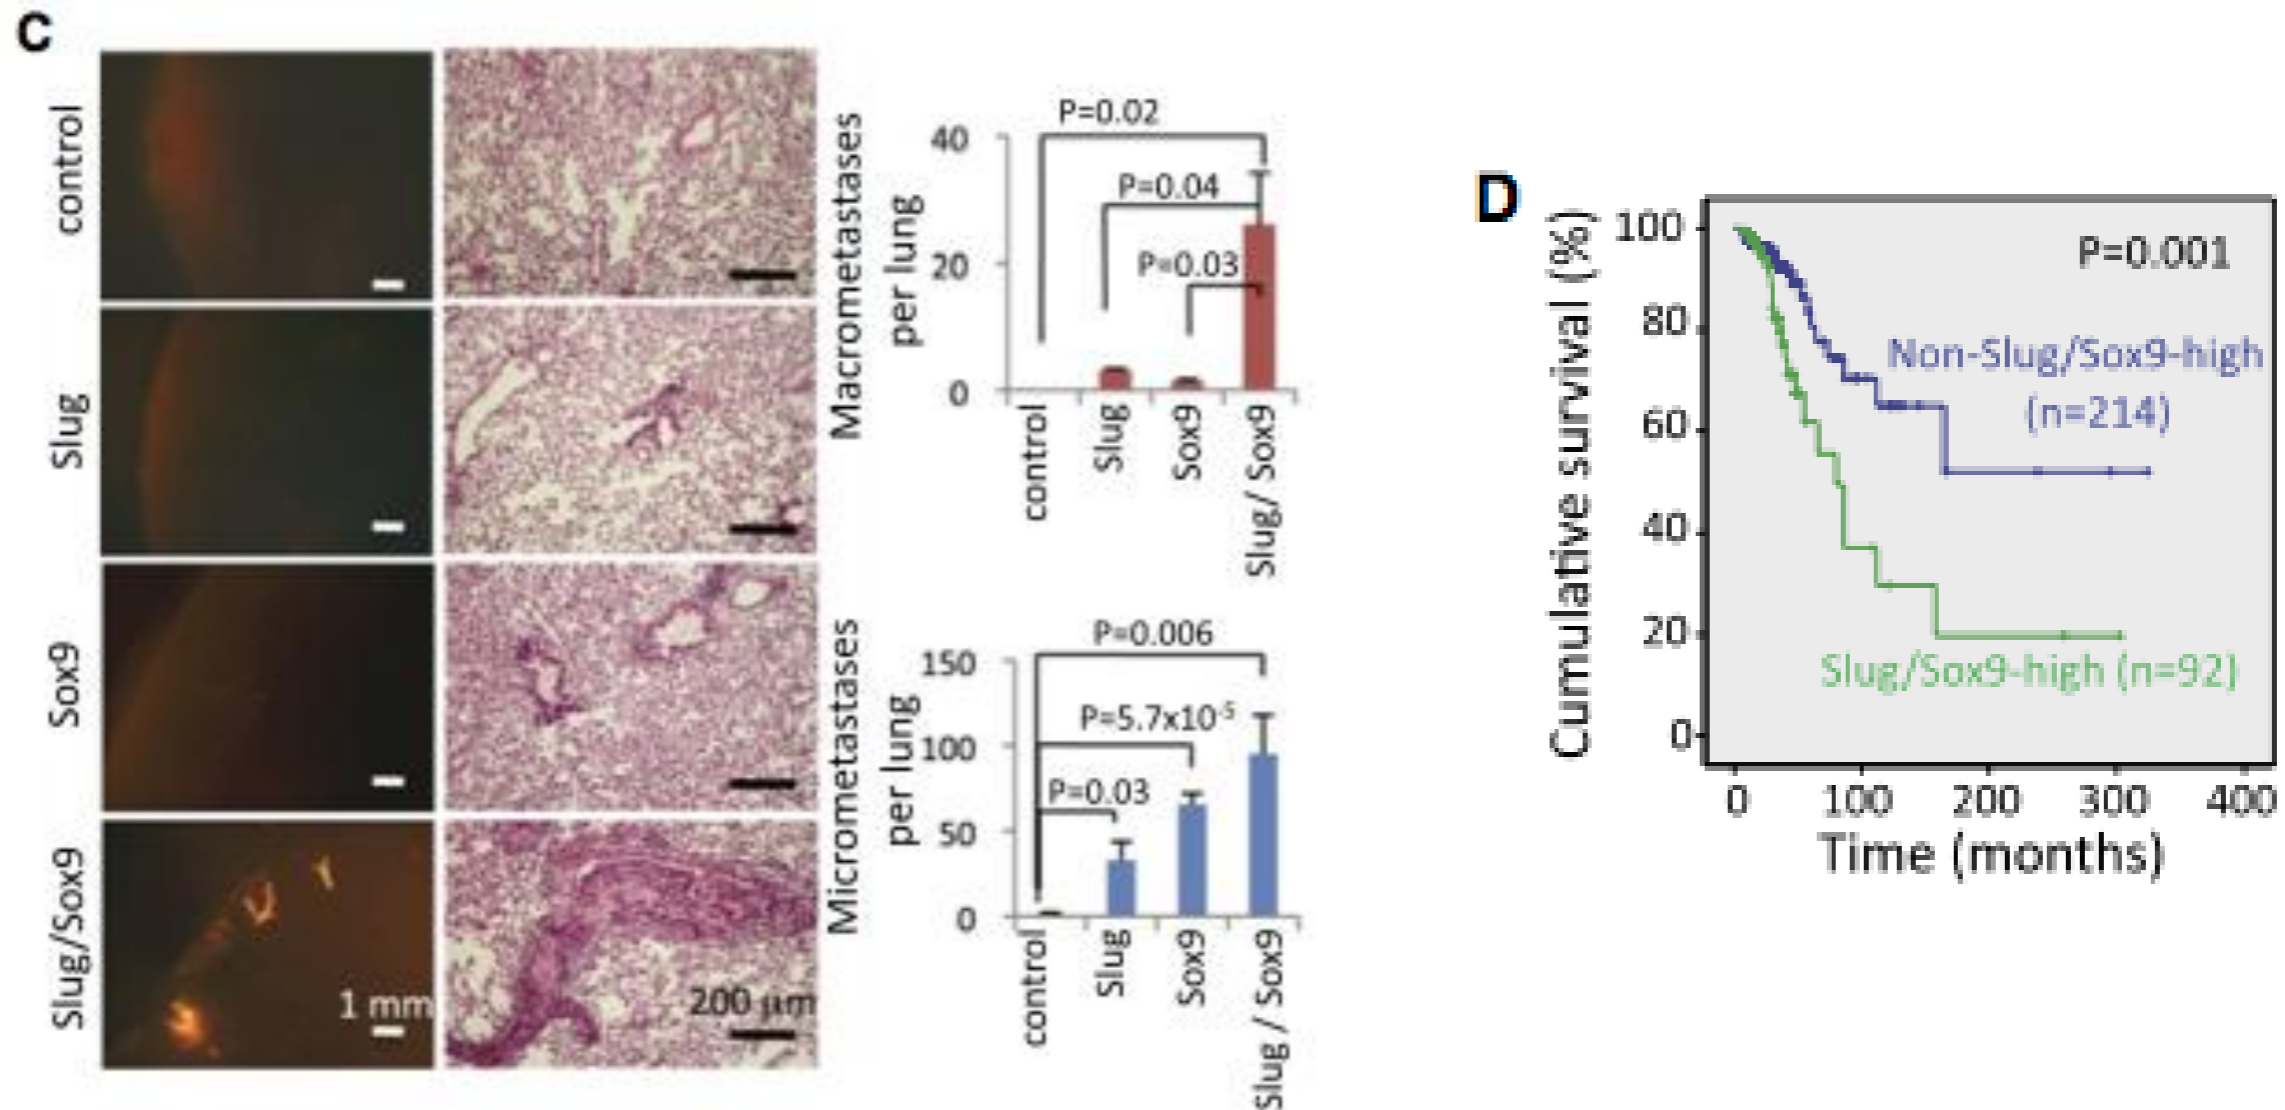 C
control
Slug
Sox9
Slug/Sox9
1 mm
200 µm
Macrometastases
per lung
40
20
0
P=0.02
P=0.04
P=0.03
control
Slug
Sox9
Slug/ Sox9
Micrometastases
per lung
150
100
50
0
P=0.006
P=5.7x10⁻⁵
P=0.03
control
Slug
Sox9
Slug / Sox9
D
Cumulative survival (%)
100
80
60
40
20
0
P=0.001
Non-Slug/Sox9-high
(n=214)
Slug/Sox9-high (n=92)
0 100 200 300 400
Time (months)